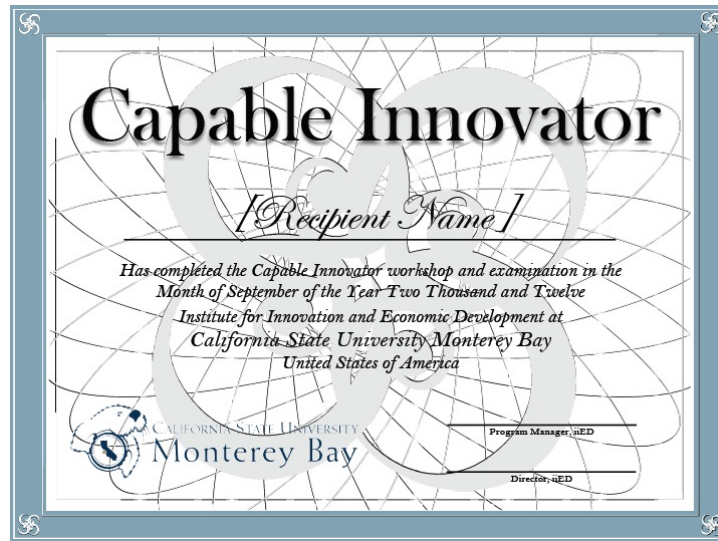 Capable Innovator
[Recipient Name]
Has completed the Capable Innovator workshop and examination in the
Month of September of the Year Two Thousand and Twelve
Institute for Innovation and Economic Development at
California State University Monterey Bay
United States of America
California State University
Monterey Bay
Program Manager, iiED
Director, iiED